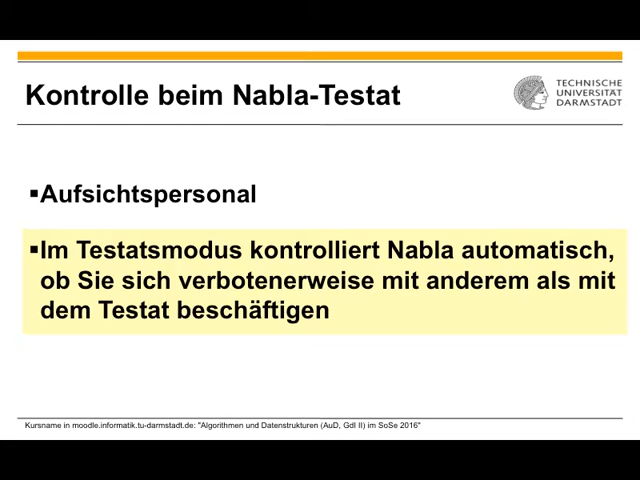 Kontrolle beim Nabla-Testat
TECHNISCHE
UNIVERSITÄT
DARMSTADT
▪Aufsichtspersonal
▪Im Testatsmodus kontrolliert Nabla automatisch,
ob Sie sich verbotenerweise mit anderem als mit
dem Testat beschäftigen
Kursname in moodle.informatik.tu-darmstadt.de: "Algorithmen und Datenstrukturen (AuD, GdI II) im SoSe 2016"